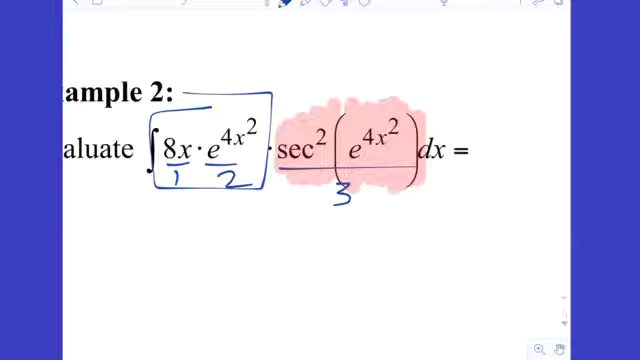 ample 2:
aluate ∫ 8x · e^{4x^2} · sec^2 ( e^{4x^2} ) dx =
1 2 3